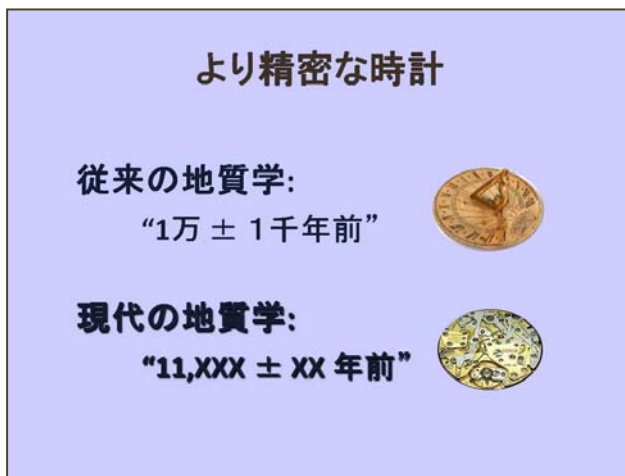 より精密な時計
従来の地質学:
“1万 ± １千年前”
現代の地質学:
“11,XXX ± XX 年前”